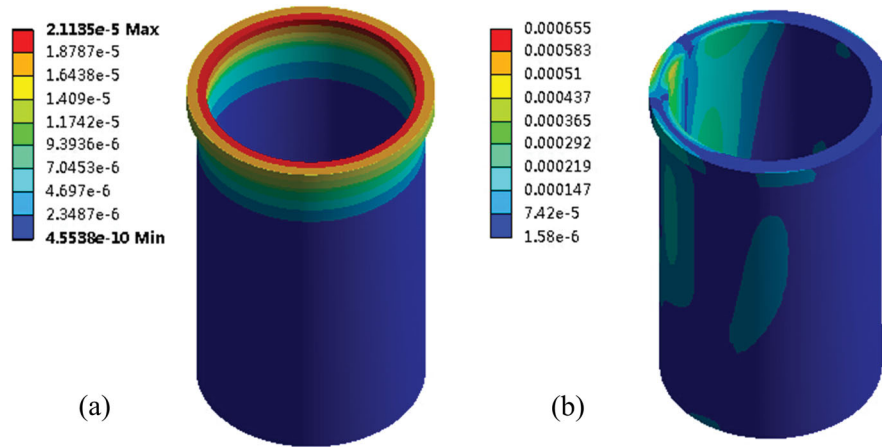 2.1135e-5 Max
1.8787e-5
1.6438e-5
1.409e-5
1.1742e-5
9.3936e-6
7.0453e-6
4.697e-6
2.3487e-6
4.5538e-10 Min
(a)
0.000655
0.000583
0.00051
0.000437
0.000365
0.000292
0.000219
0.000147
7.42e-5
1.58e-6
(b)